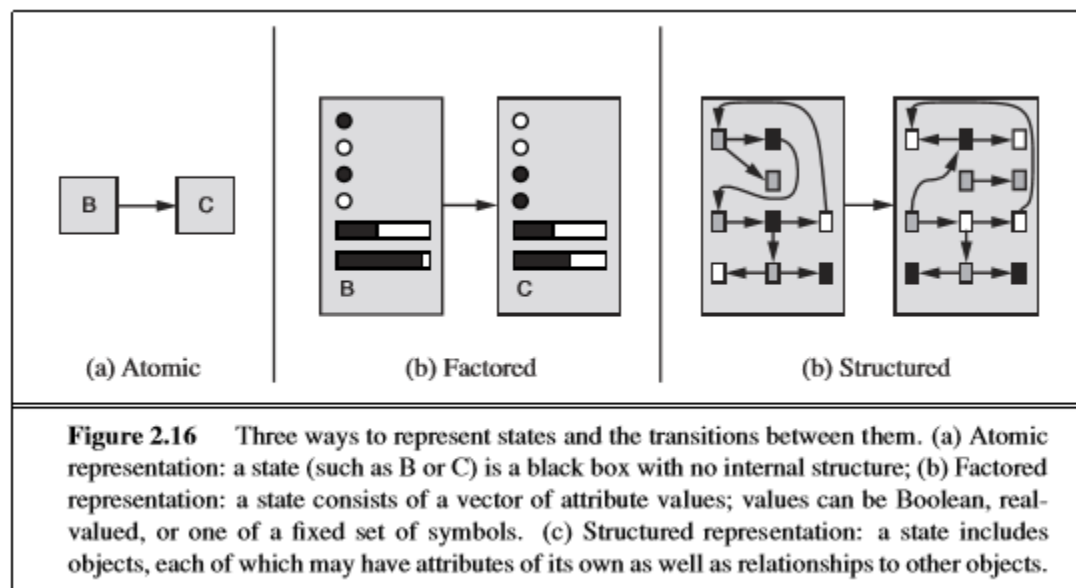 B
C
B
C
(a) Atomic
(b) Factored
(b) Structured
Figure 2.16 Three ways to represent states and the transitions between them. (a) Atomic
representation: a state (such as B or C) is a black box with no internal structure; (b) Factored
representation: a state consists of a vector of attribute values; values can be Boolean, real-
valued, or one of a fixed set of symbols. (c) Structured representation: a state includes
objects, each of which may have attributes of its own as well as relationships to other objects.